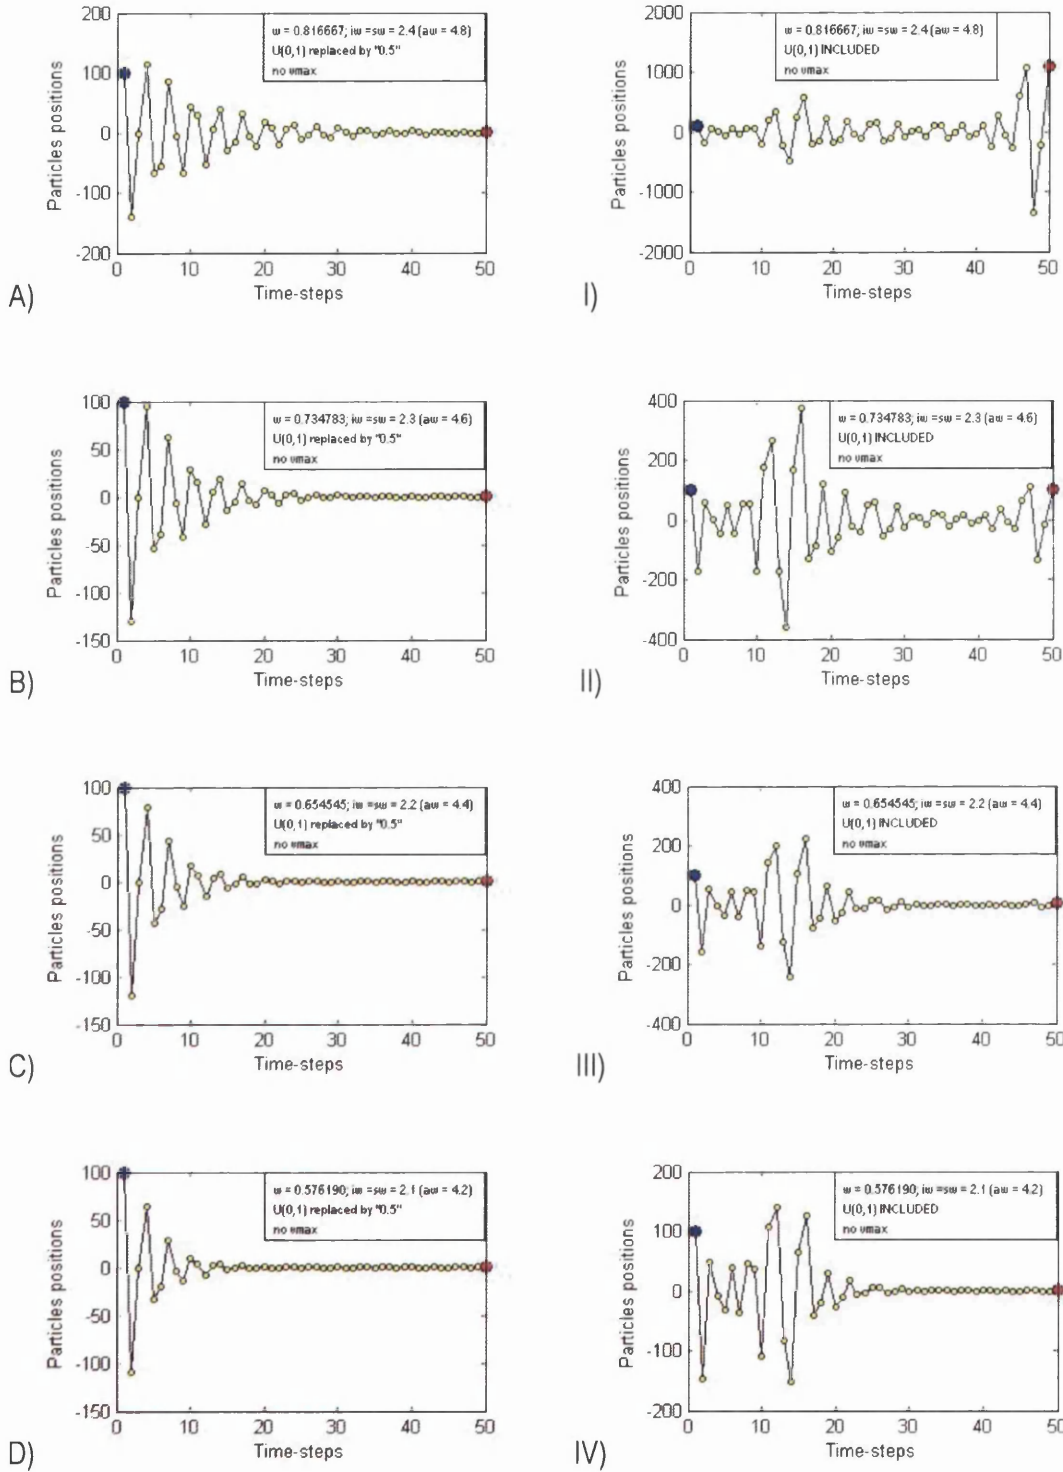 200
100
0
-100
-200
0
10
20
30
40
50
Particles positions
Time-steps
w = 0.816667; iw =sw = 2.4 (aw = 4.8)
U(0,1) replaced by "0.5"
no vmax
A)
2000
1000
0
-1000
-2000
0
10
20
30
40
50
Particles positions
Time-steps
w = 0.816667; iw =sw = 2.4 (aw = 4.8)
U(0,1) INCLUDED
no vmax
I)
100
50
0
-50
-100
-150
0
10
20
30
40
50
Particles positions
Time-steps
w = 0.734783; iw =sw = 2.3 (aw = 4.6)
U(0,1) replaced by "0.5"
no vmax
B)
400
200
0
-200
-400
0
10
20
30
40
50
Particles positions
Time-steps
w = 0.734783; iw =sw = 2.3 (aw = 4.6)
U(0,1) INCLUDED
no vmax
II)
100
50
0
-50
-100
-150
0
10
20
30
40
50
Particles positions
Time-steps
w = 0.654545; iw =sw = 2.2 (aw = 4.4)
U(0,1) replaced by "0.5"
no vmax
C)
400
200
0
-200
-400
0
10
20
30
40
50
Particles positions
Time-steps
w = 0.654545; iw =sw = 2.2 (aw = 4.4)
U(0,1) INCLUDED
no vmax
III)
100
50
0
-50
-100
-150
0
10
20
30
40
50
Particles positions
Time-steps
w = 0.576190; iw =sw = 2.1 (aw = 4.2)
U(0,1) replaced by "0.5"
no vmax
D)
200
100
0
-100
-200
0
10
20
30
40
50
Particles positions
Time-steps
w = 0.576190; iw =sw = 2.1 (aw = 4.2)
U(0,1) INCLUDED
no vmax
IV)